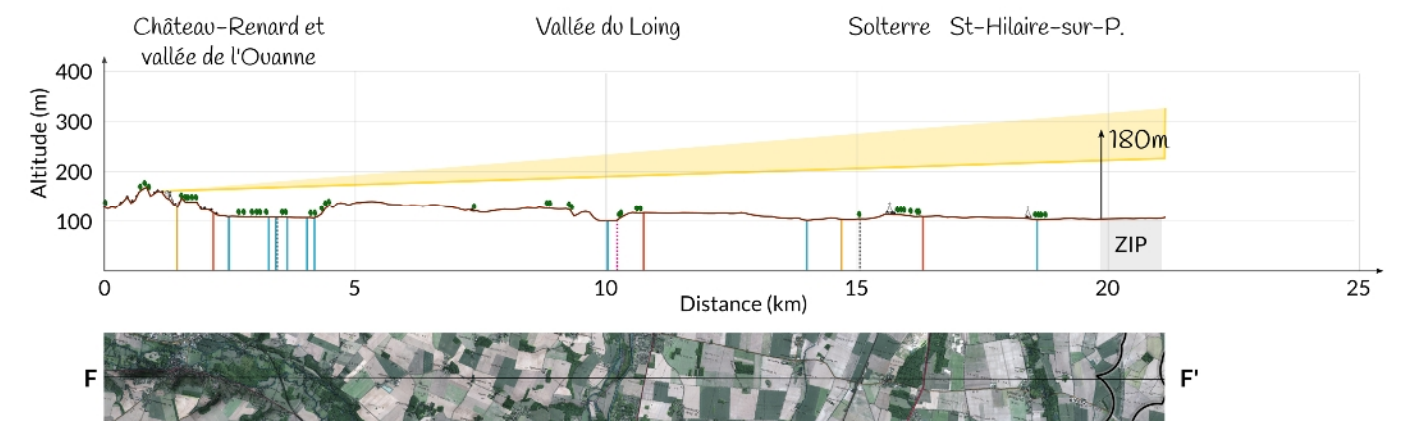 Château-Renard et
vallée de l'Ouanne
Vallée du Loing
Solterre
St-Hilaire-sur-P.
400
300
200
100
Altitude (m)
180m
ZIP
0
5
10
15
20
25
Distance (km)
F
F'